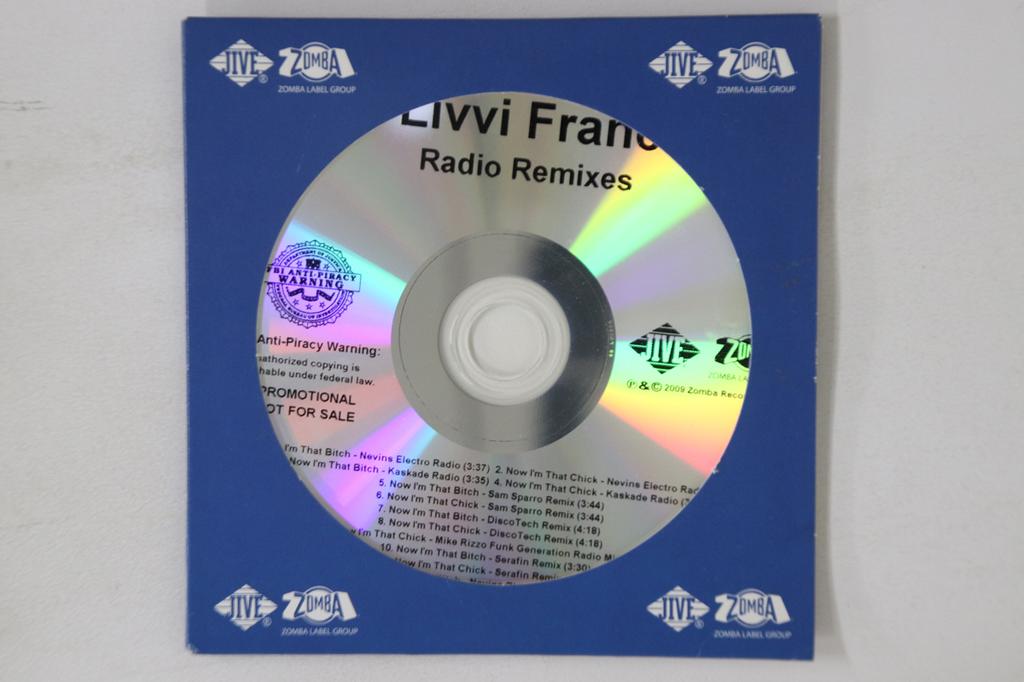 JIVE ® ZOMBA
ZOMBA LABEL GROUP
JIVE ® ZOMBA
ZOMBA LABEL GROUP
Livvi Franc
Radio Remixes
DEPARTMENT OF JUSTICE
FBI ANTI-PIRACY
WARNING
Anti-Piracy Warning:
authorized copying is
hable under federal law.
PROMOTIONAL
OT FOR SALE
JIVE ZOM
ZOMBA LA
℗ & © 2009 Zomba Reco
I'm That Bitch - Nevins Electro Radio (3:37) 2. Now I'm That Chick - Nevins Electro Rad
Now I'm That Bitch - Kaskade Radio (3:35) 4. Now I'm That Chick - Kaskade Radio (
5. Now I'm That Bitch - Sam Sparro Remix (3:44)
6. Now I'm That Chick - Sam Sparro Remix (3:44)
7. Now I'm That Bitch - DiscoTech Remix (4:18)
8. Now I'm That Chick - DiscoTech Remix (4:18)
w I'm That Chick - Mike Rizzo Funk Generation Radio Mi
10. Now I'm That Bitch - Serafin Remix (3:30)
Now I'm That Chick - Serafin Remi
JIVE ® ZOMBA
ZOMBA LABEL GROUP
JIVE ® ZOMBA
ZOMBA LABEL GROUP